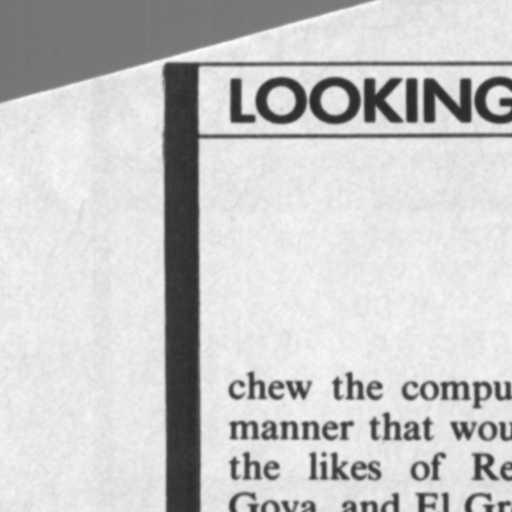 LOOKING
chew the compu
manner that wou
the likes of Re
Goya, and El Gr